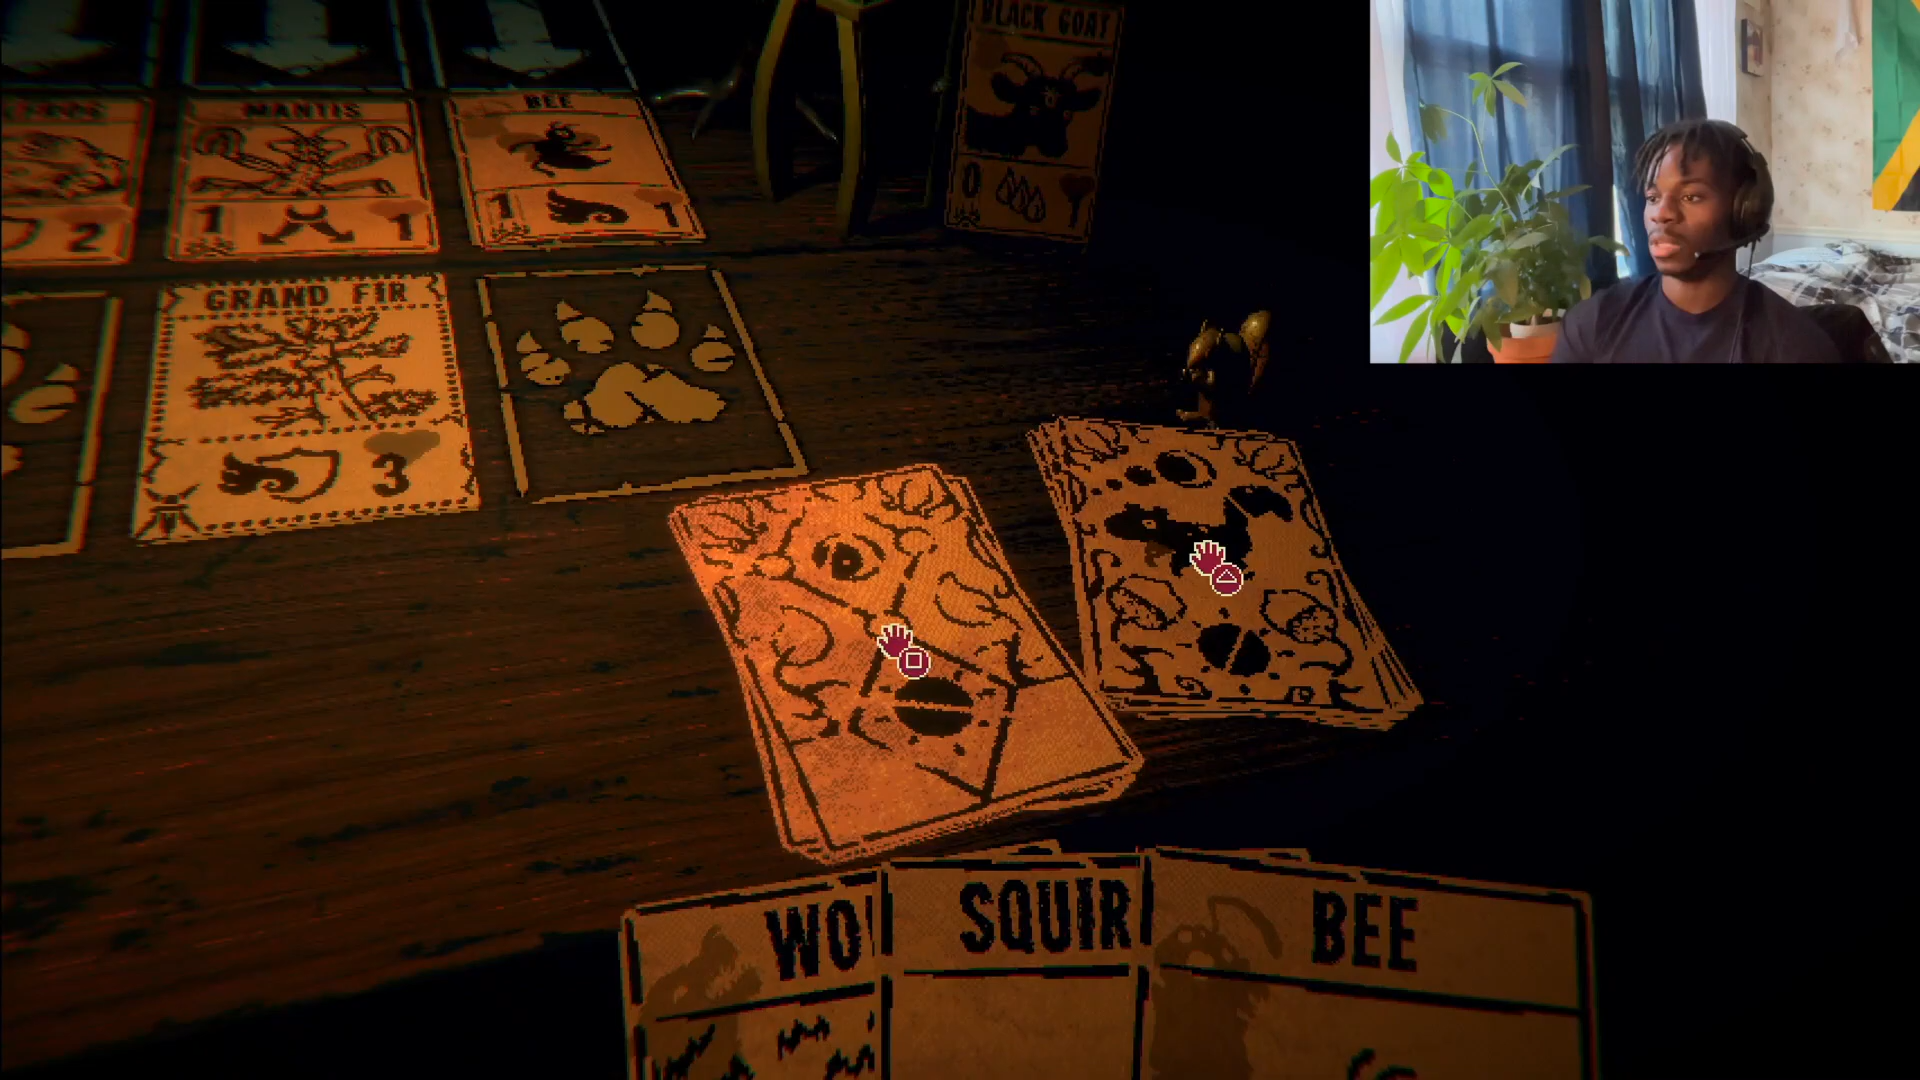 BLACK GOAT
0
MANTIS
1 1
BEE
1 1
2
GRAND FIR
3
WO
SQUIR
BEE